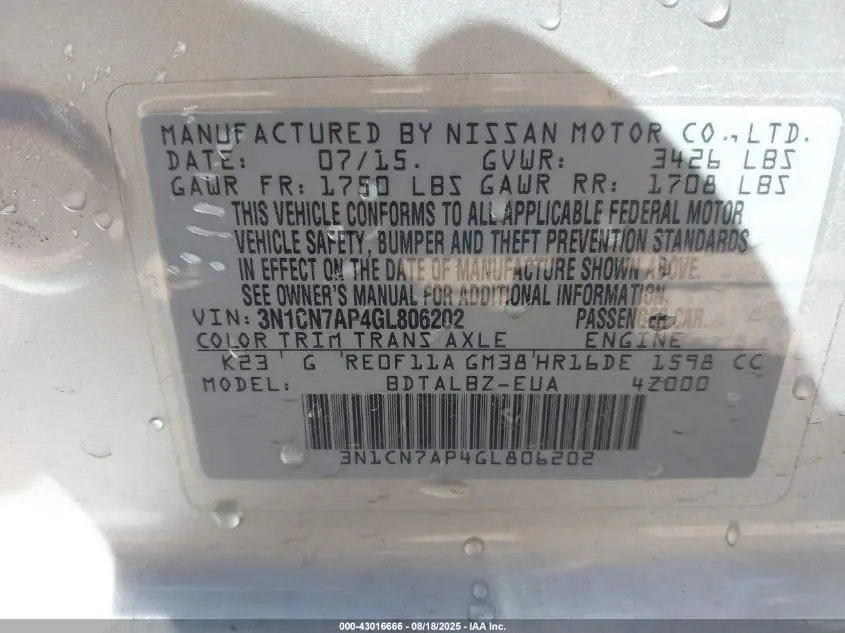 MANUFACTURED BY NISSAN MOTOR CO., LTD.
DATE: 07/15. GVWR: 3426 LBS
GAWR FR: 1750 LBS GAWR RR: 1708 LBS
THIS VEHICLE CONFORMS TO ALL APPLICABLE FEDERAL MOTOR
VEHICLE SAFETY, BUMPER AND THEFT PREVENTION STANDARDS
IN EFFECT ON THE DATE OF MANUFACTURE SHOWN ABOVE.
SEE OWNER'S MANUAL FOR ADDITIONAL INFORMATION.
VIN: 3N1CN7AP4GL806202 PASSENGER CAR.
COLOR TRIM TRANS AXLE ENGINE
K23 G RE0F11A GM38 HR16DE 1598 CC
MODEL: BDTALBZ-EUA 4Z000
3N1CN7AP4GL806202
000-43016666 - 08/18/2025 - IAA Inc.